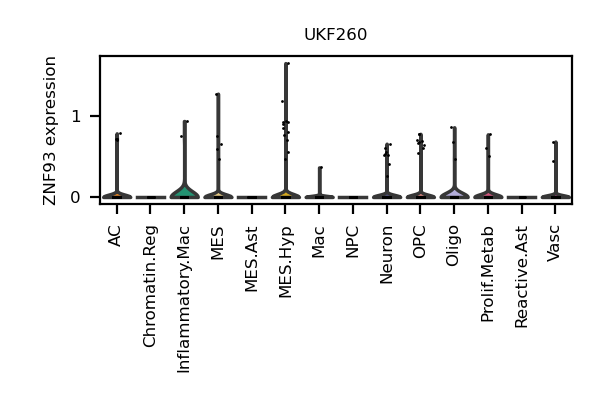 UKF260
ZNF93 expression
1
0
AC
Chromatin.Reg
Inflammatory.Mac
MES
MES.Ast
MES.Hyp
Mac
NPC
Neuron
OPC
Oligo
Prolif.Metab
Reactive.Ast
Vasc